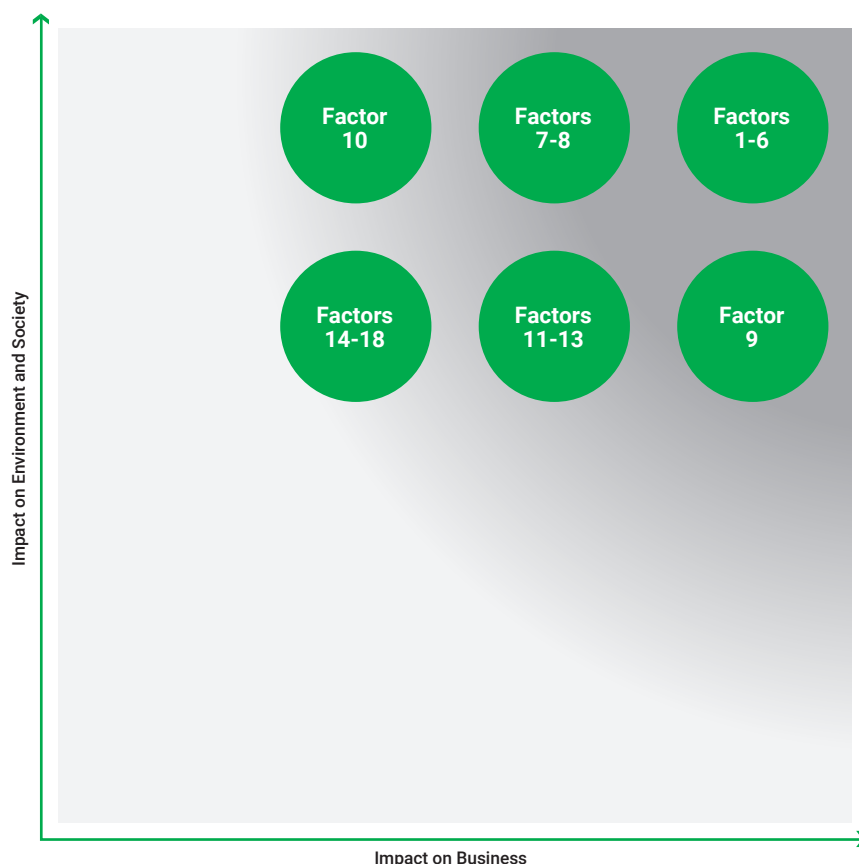 Factor
10
Factors
7-8
Factors
1-6
Factors
14-18
Factors
11-13
Factor
9
Impact on Environment and Society
Impact on Business